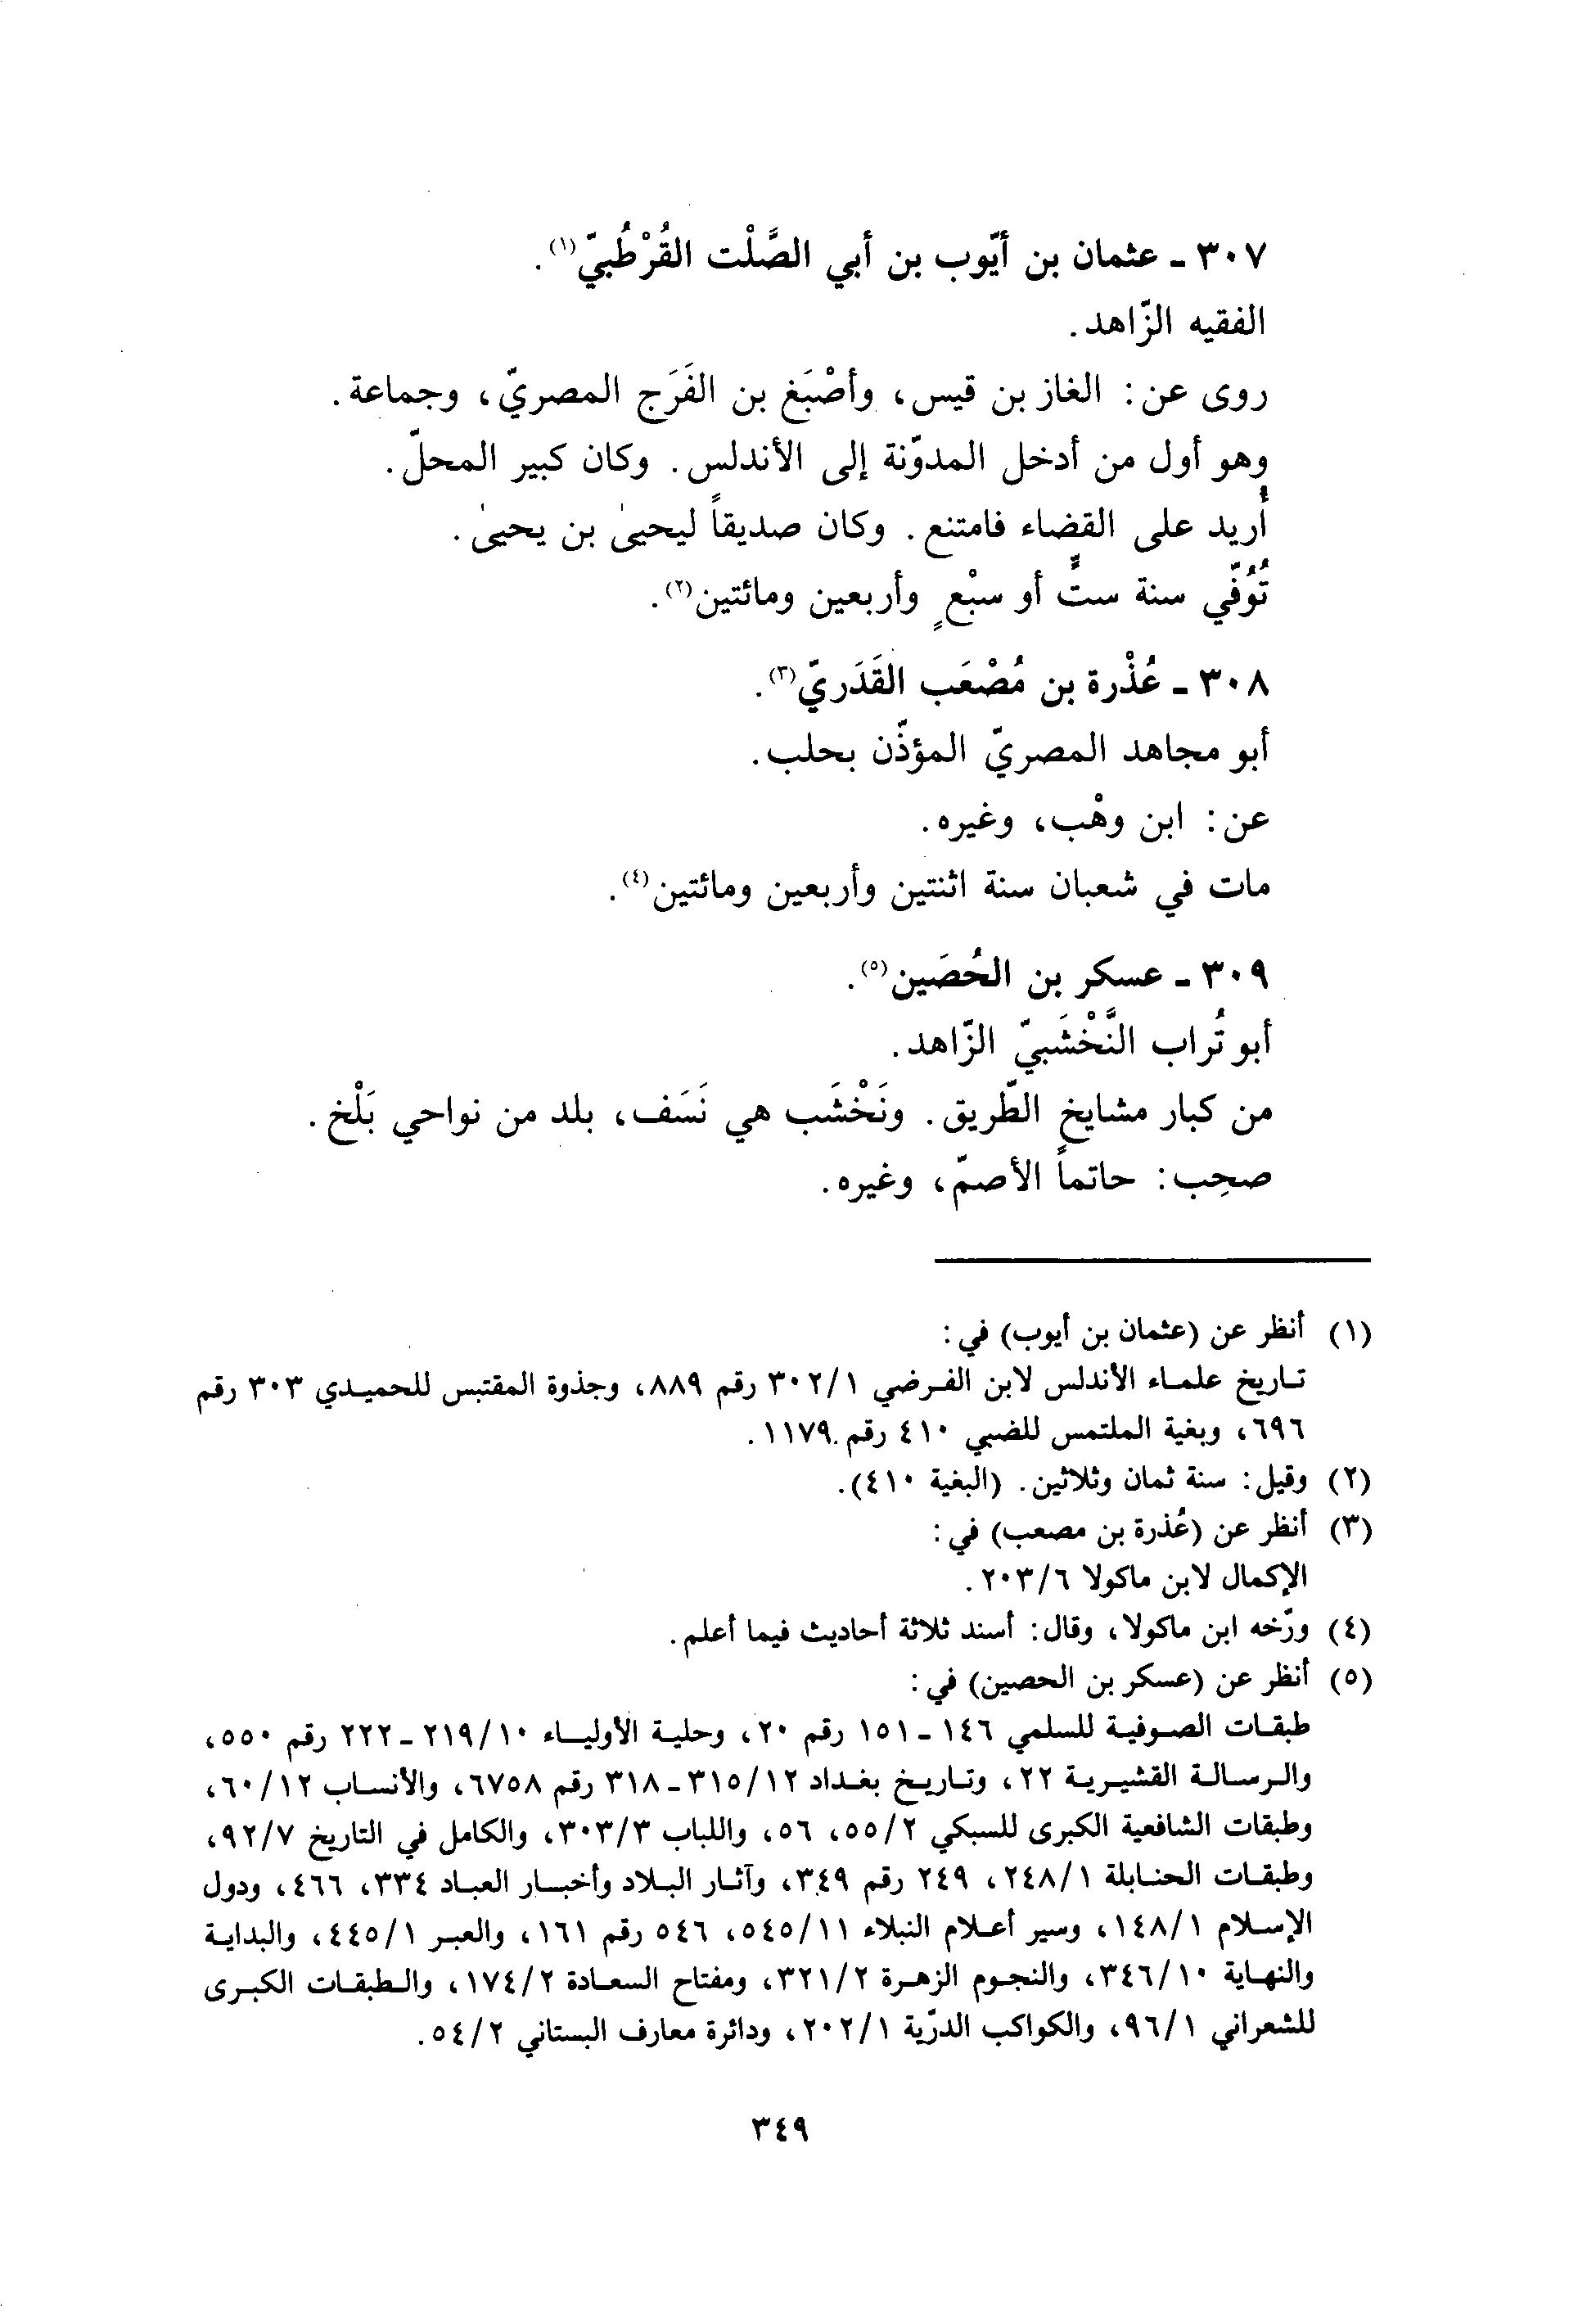 ٣٠٧ ـ عثمان بن أيّوب بن أبي الصَّلْت القُرْطُبيّ(١).
الفقيه الزّاهد.
روى عن: الغاز بن قيس، وأصْبَغ بن الفَرَج المصريّ، وجماعة.
وهو أول من أدخل المدوّنة إلى الأندلس. وكان كبير المحلّ.
أُريد على القضاء فامتنع. وكان صديقاً ليحيىٰ بن يحيىٰ.
تُوُفّي سنة ستٍّ أو سبْعٍ وأربعين ومائتين(٢).
٣٠٨ ـ عُذْرة بن مُصْعَب القَدَريّ(٣).
أبو مجاهد المصريّ المؤذّن بحلب.
عن: ابن وهْب، وغيره.
مات في شعبان سنة اثنتين وأربعين ومائتين(٤).
٣٠٩ ـ عسكر بن الحُصَين(٥).
أبو تُراب النَّخْشَبيّ الزّاهد.
من كبار مشايخ الطّريق. ونَخْشَب هي نَسَف، بلد من نواحي بَلْخ.
صحِب: حاتماً الأصمّ، وغيره.
(١) أنظر عن (عثمان بن أيوب) في:
تاريخ علماء الأندلس لابن الفرضي ٣٠٢/١ رقم ٨٨٩، وجذوة المقتبس للحميدي ٣٠٣ رقم
٦٩٦، وبغية الملتمس للضبي ٤١٠ رقم ١١٧٩.
(٢) وقيل: سنة ثمان وثلاثين. (البغية ٤١٠).
(٣) أنظر عن (عُذرة بن مصعب) في:
الإكمال لابن ماكولا ٢٠٣/٦.
(٤) ورّخه ابن ماكولا، وقال: أسند ثلاثة أحاديث فيما أعلم.
(٥) أنظر عن (عسكر بن الحصين) في:
طبقات الصوفية للسلمي ١٤٦ ـ ١٥١ رقم ٢٠، وحلية الأولياء ٢١٩/١٠ ـ ٢٢٢ رقم ٥٥٠،
والرسالة القشيرية ٢٢، وتاريخ بغداد ٣١٥/١٢ ـ ٣١٨ رقم ٦٧٥٨، والأنساب ٦٠/١٢،
وطبقات الشافعية الكبرى للسبكي ٥٥/٢، ٥٦، واللباب ٣٠٣/٣، والكامل في التاريخ ٩٢/٧،
وطبقات الحنابلة ٢٤٨/١، ٢٤٩ رقم ٣٤٩، وآثار البلاد وأخبار العباد ٣٣٤، ٤٦٦، ودول
الإسلام ١٤٨/١، وسير أعلام النبلاء ٥٤٥/١١، ٥٤٦ رقم ١٦١، والعبر ٤٤٥/١، والبداية
والنهاية ٣٤٦/١٠، والنجوم الزهرة ٣٢١/٢، ومفتاح السعادة ١٧٤/٢، والطبقات الكبرى
للشعراني ٩٦/١، والكواكب الدرّية ٢٠٢/١، ودائرة معارف البستاني ٥٤/٢.
٣٤٩